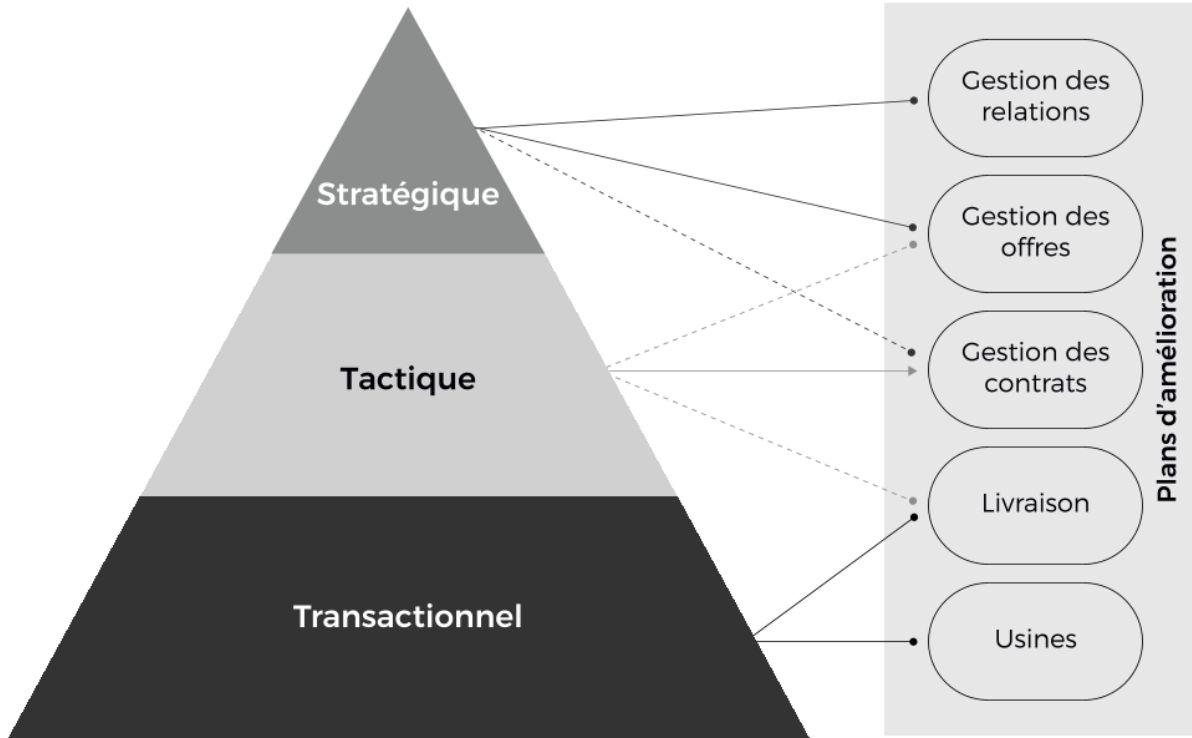 Stratégique
Tactique
Transactionnel
Gestion des
relations
Gestion des
offres
Gestion des
contrats
Livraison
Usines
Plans d'amélioration